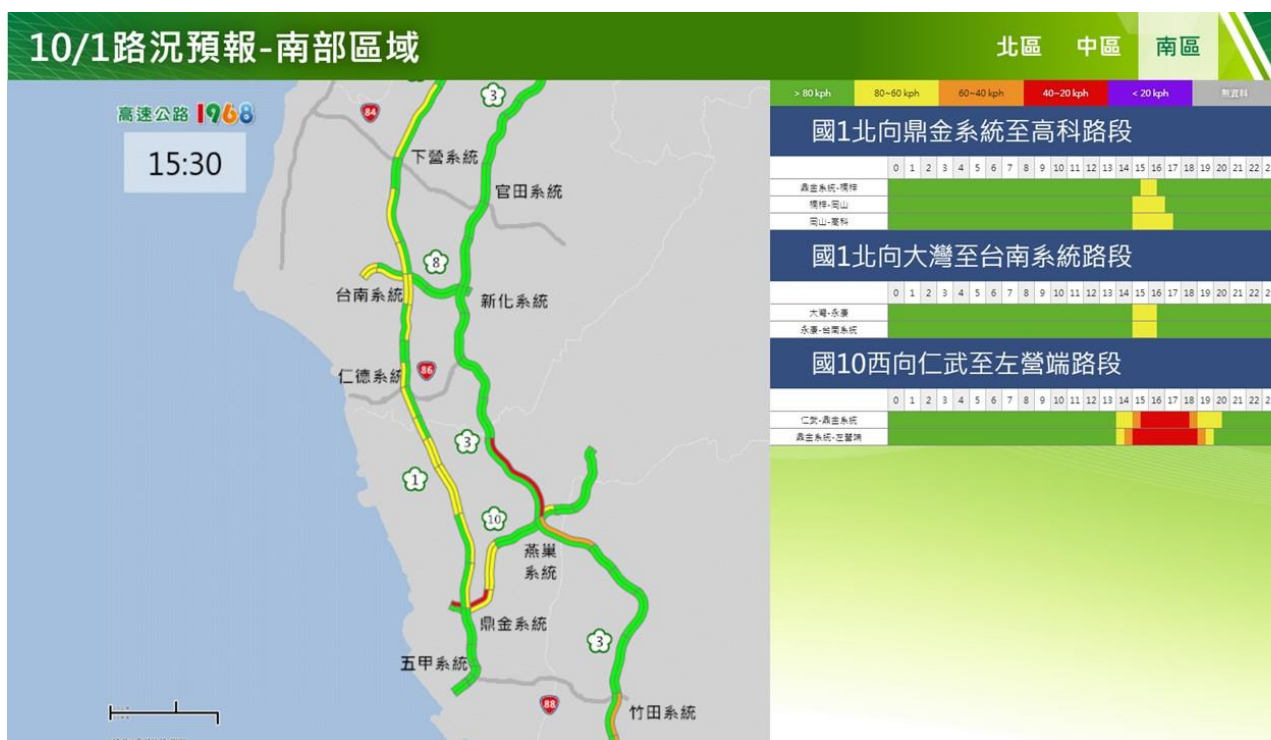 10/1路況預報-南部區域
北區 中區 南區
高速公路 1968
15:30
3
84
下營系統
官田系統
8
台南系統
新化系統
仁德系統
86
3
1
10
燕巢
系統
鼎金系統
3
五甲系統
88
竹田系統
> 80 kph 80~60 kph 60~40 kph 40~20 kph < 20 kph 無資料
國1北向鼎金系統至高科路段
0 1 2 3 4 5 6 7 8 9 10 11 12 13 14 15 16 17 18 19 20 21 22 2
鼎金系統-楠梓
楠梓-岡山
岡山-高科
國1北向大灣至台南系統路段
0 1 2 3 4 5 6 7 8 9 10 11 12 13 14 15 16 17 18 19 20 21 22 2
大灣-永康
永康-台南系統
國10西向仁武至左營端路段
0 1 2 3 4 5 6 7 8 9 10 11 12 13 14 15 16 17 18 19 20 21 22 2
仁武-鼎金系統
鼎金系統-左營端